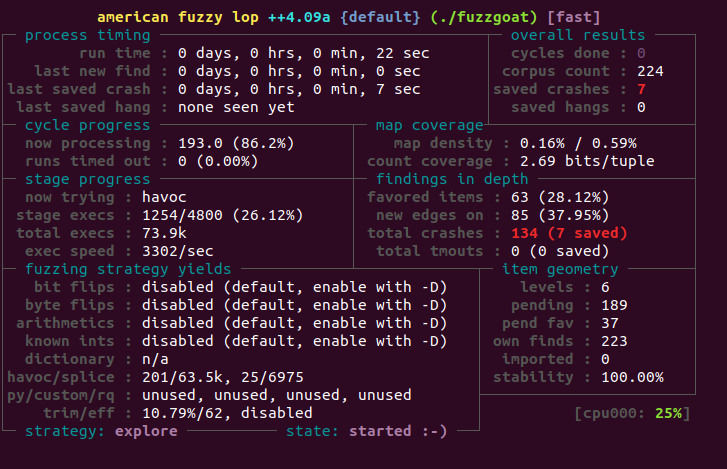 american fuzzy lop ++4.09a {default} (./fuzzgoat) [fast]
process timing overall results
run time : 0 days, 0 hrs, 0 min, 22 sec cycles done : 0
last new find : 0 days, 0 hrs, 0 min, 0 sec corpus count : 224
last saved crash : 0 days, 0 hrs, 0 min, 7 sec saved crashes : 7
last saved hang : none seen yet saved hangs : 0
cycle progress map coverage
now processing : 193.0 (86.2%) map density : 0.16% / 0.59%
runs timed out : 0 (0.00%) count coverage : 2.69 bits/tuple
stage progress findings in depth
now trying : havoc favored items : 63 (28.12%)
stage execs : 1254/4800 (26.12%) new edges on : 85 (37.95%)
total execs : 73.9k total crashes : 134 (7 saved)
exec speed : 3302/sec total tmouts : 0 (0 saved)
fuzzing strategy yields item geometry
bit flips : disabled (default, enable with -D) levels : 6
byte flips : disabled (default, enable with -D) pending : 189
arithmetics : disabled (default, enable with -D) pend fav : 37
known ints : disabled (default, enable with -D) own finds : 223
dictionary : n/a imported : 0
havoc/splice : 201/63.5k, 25/6975 stability : 100.00%
py/custom/rq : unused, unused, unused, unused
trim/eff : 10.79%/62, disabled [cpu000: 25%]
strategy: explore state: started :-)